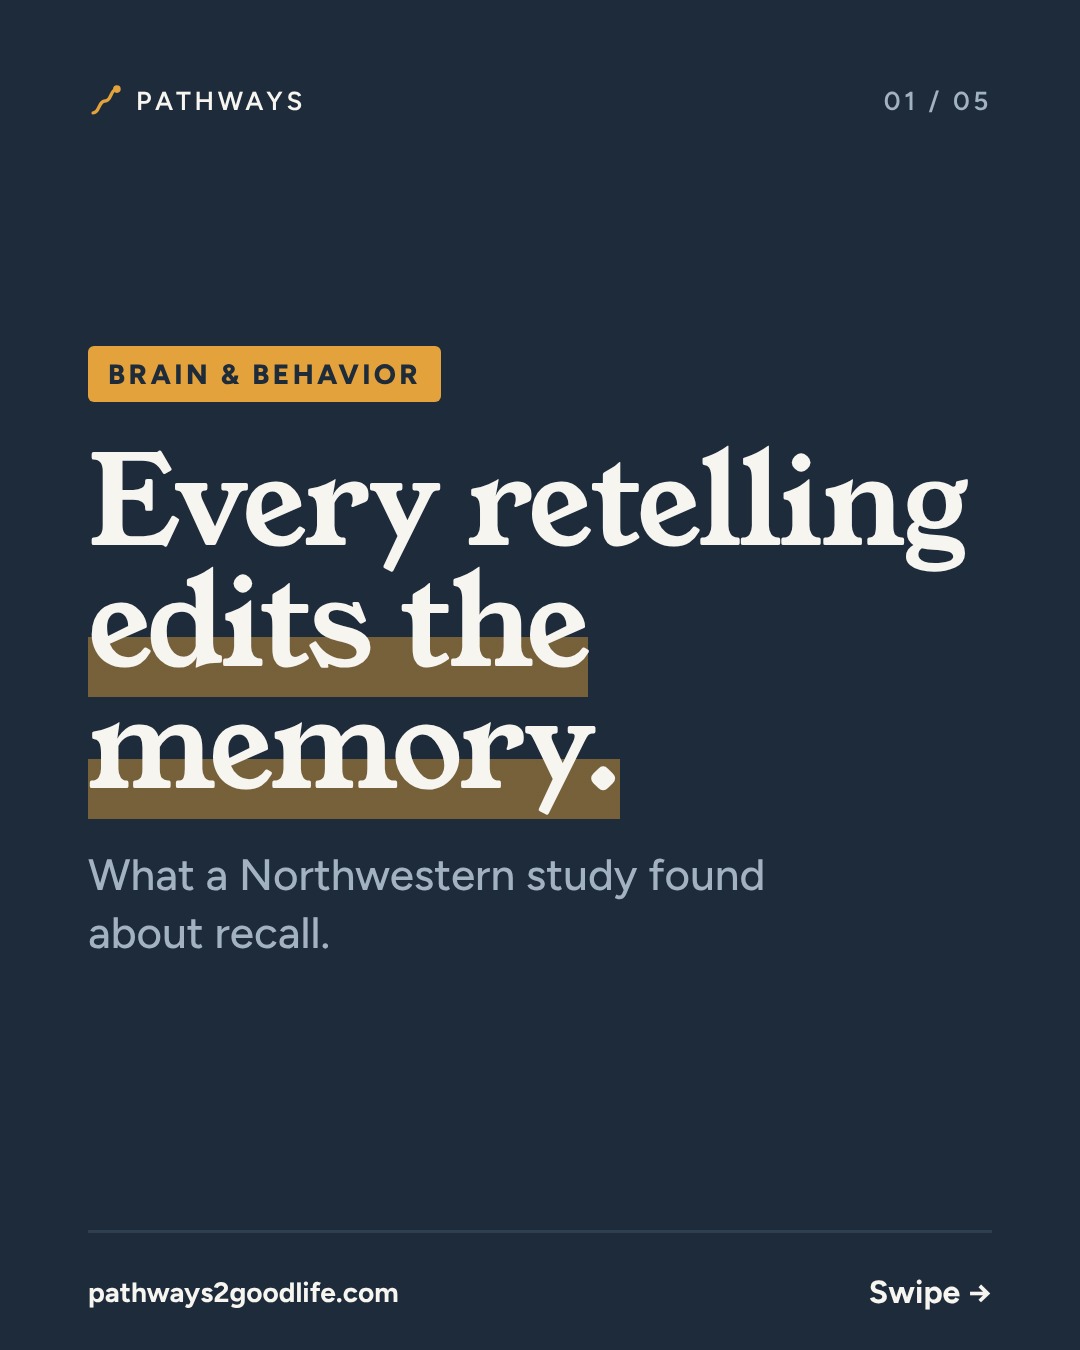 PATHWAYS
01 / 05
BRAIN & BEHAVIOR
Every retelling
edits the
memory.
What a Northwestern study found
about recall.
pathways2goodlife.com
Swipe →